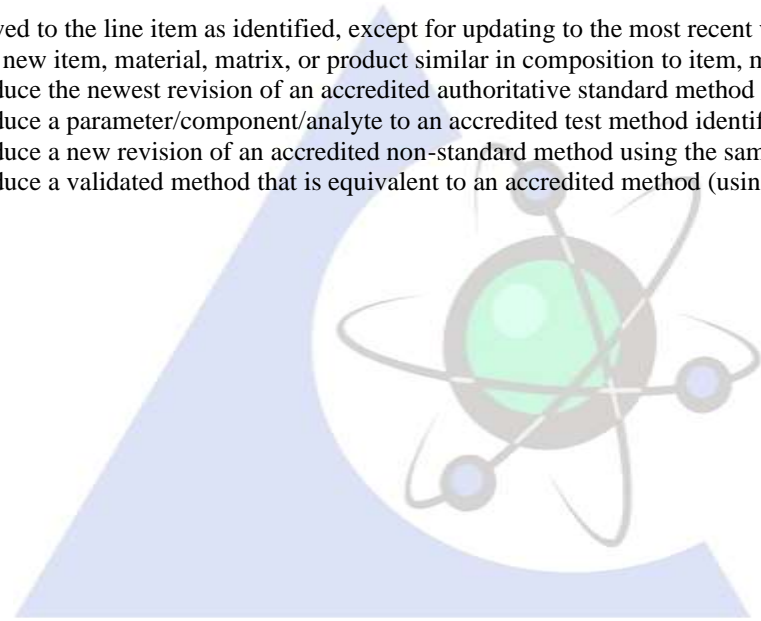 ved to the line item as identified, except for updating to the most recent
new item, material, matrix, or product similar in composition to item,
duce the newest revision of an accredited authoritative standard method
duce a parameter/component/analyte to an accredited test method
duce a new revision of an accredited non-standard method using the
duce a validated method that is equivalent to an accredited method